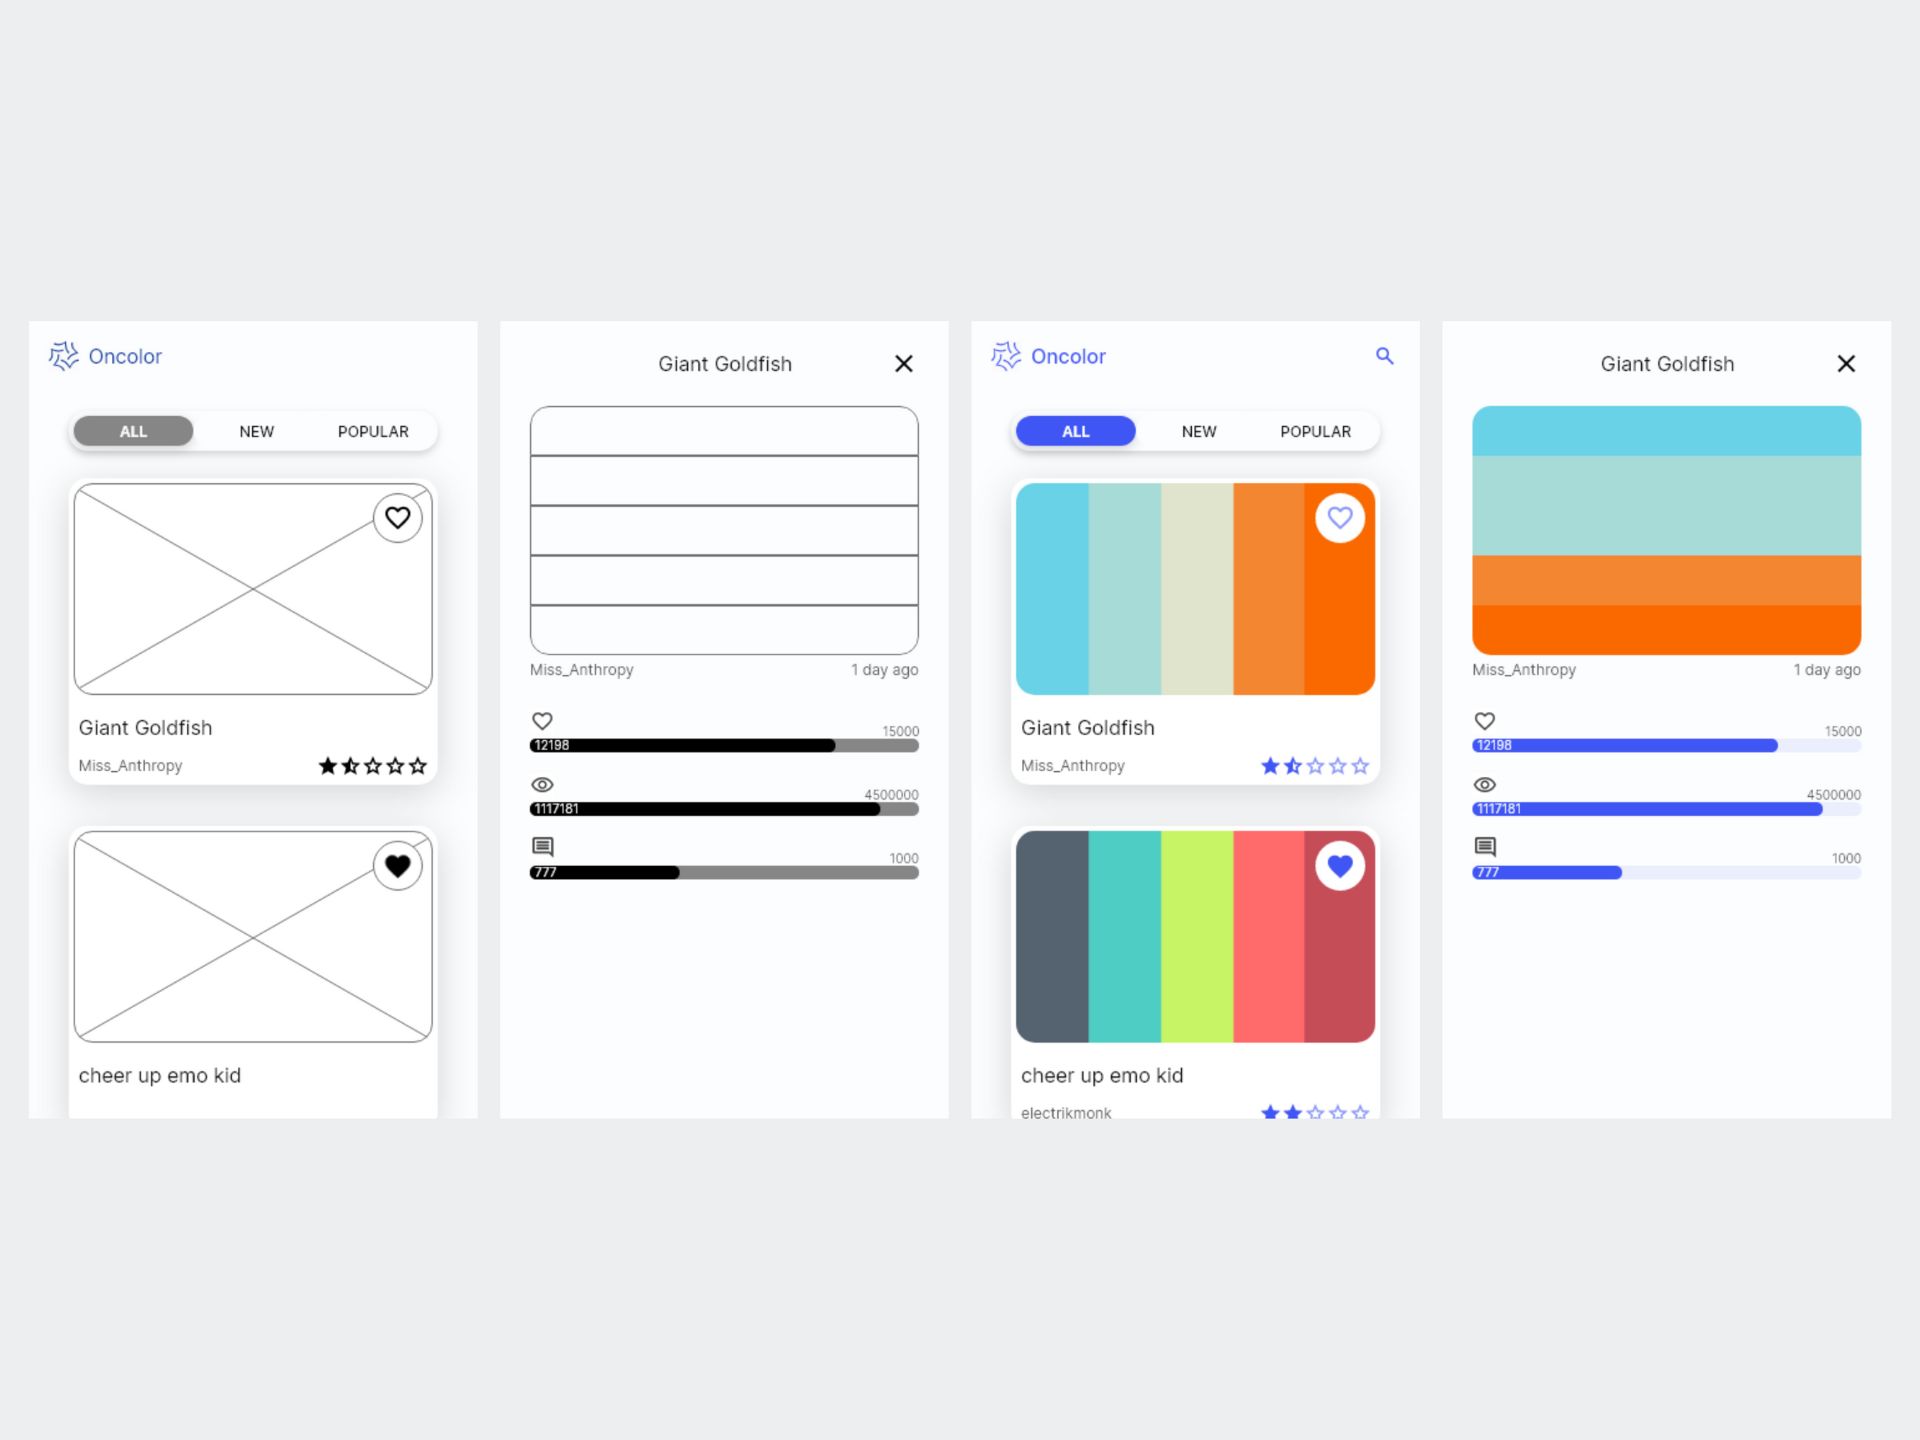 Oncolor
ALL NEW POPULAR
Giant Goldfish
Miss_Anthropy
cheer up emo kid
Giant Goldfish
Miss_Anthropy 1 day ago
15000
12198
4500000
1117181
1000
777
Oncolor
ALL NEW POPULAR
Giant Goldfish
Miss_Anthropy
cheer up emo kid
electrikmonk
Giant Goldfish
Miss_Anthropy 1 day ago
15000
12198
4500000
1117181
1000
777